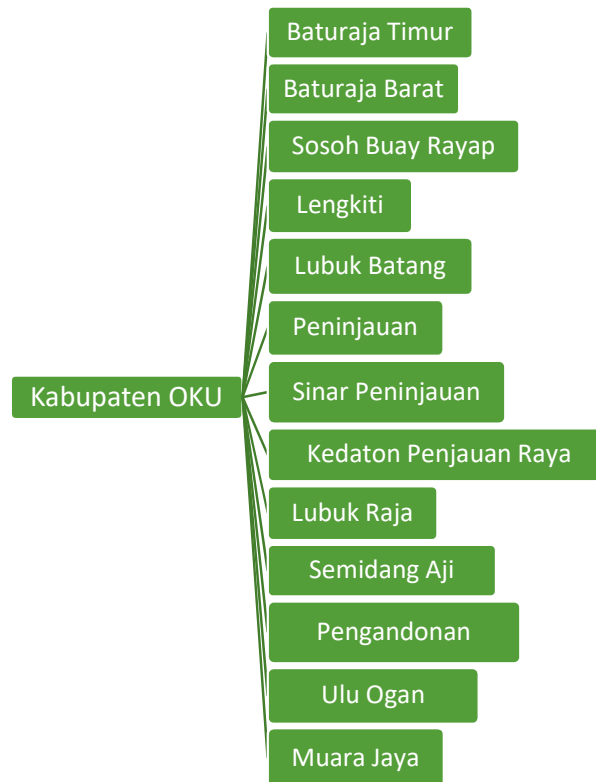 Baturaja Timur
Baturaja Barat
Sosoh Buay Rayap
Lengkiti
Lubuk Batang
Peninjauan
Kabupaten OKU
Sinar Peninjauan
Kedaton Penjauan Raya
Lubuk Raja
Semidang Aji
Pengandonan
Ulu Ogan
Muara Jaya